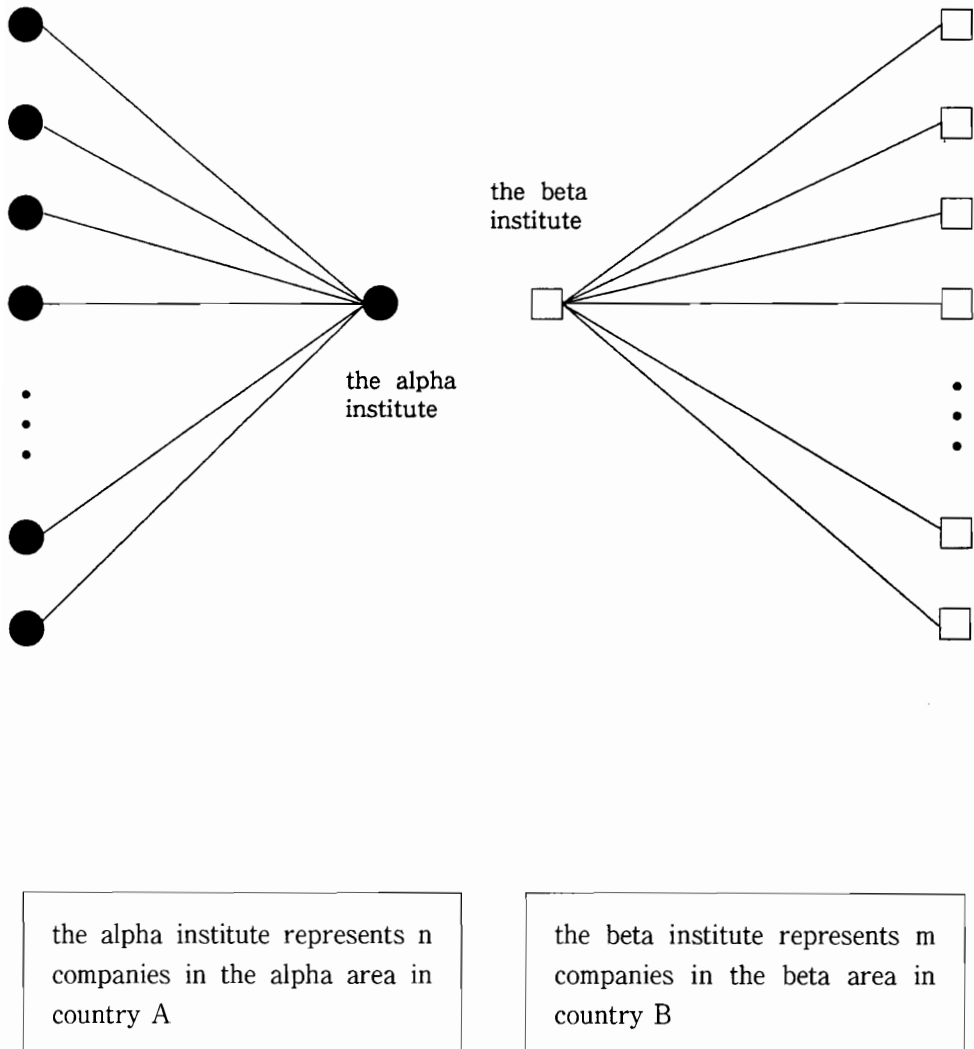 the beta
institute
the alpha
institute
the alpha institute represents n
companies in the alpha area in
country A
the beta institute represents m
companies in the beta area in
country B